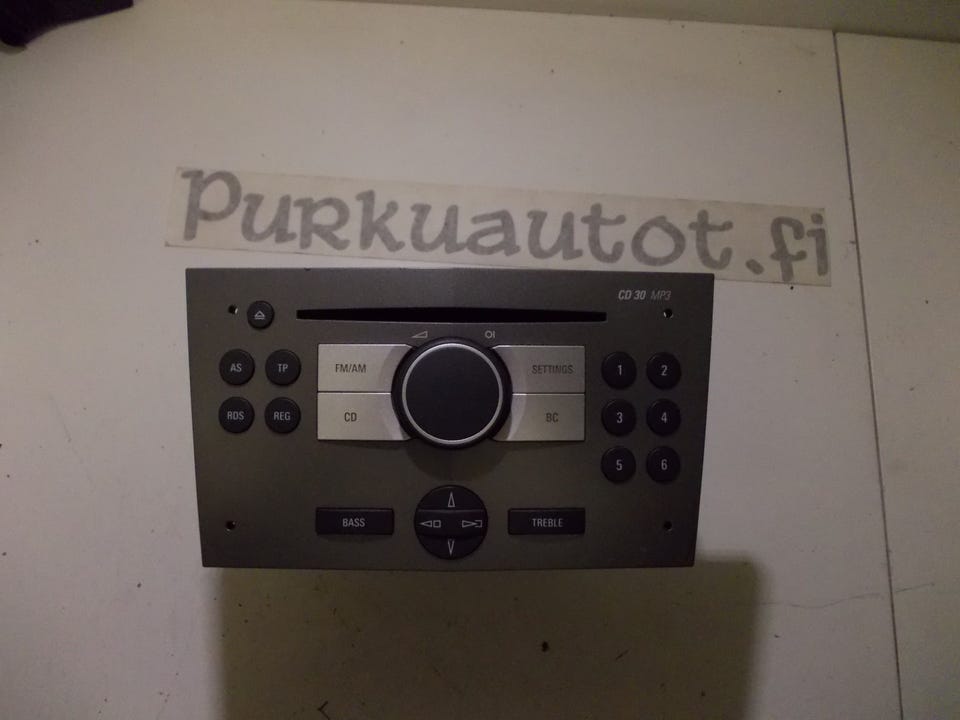 Purkuautot.fi
CD 30 MP3
AS TP FM/AM SETTINGS 1 2
RDS REG CD BC 3 4
5 6
BASS TREBLE